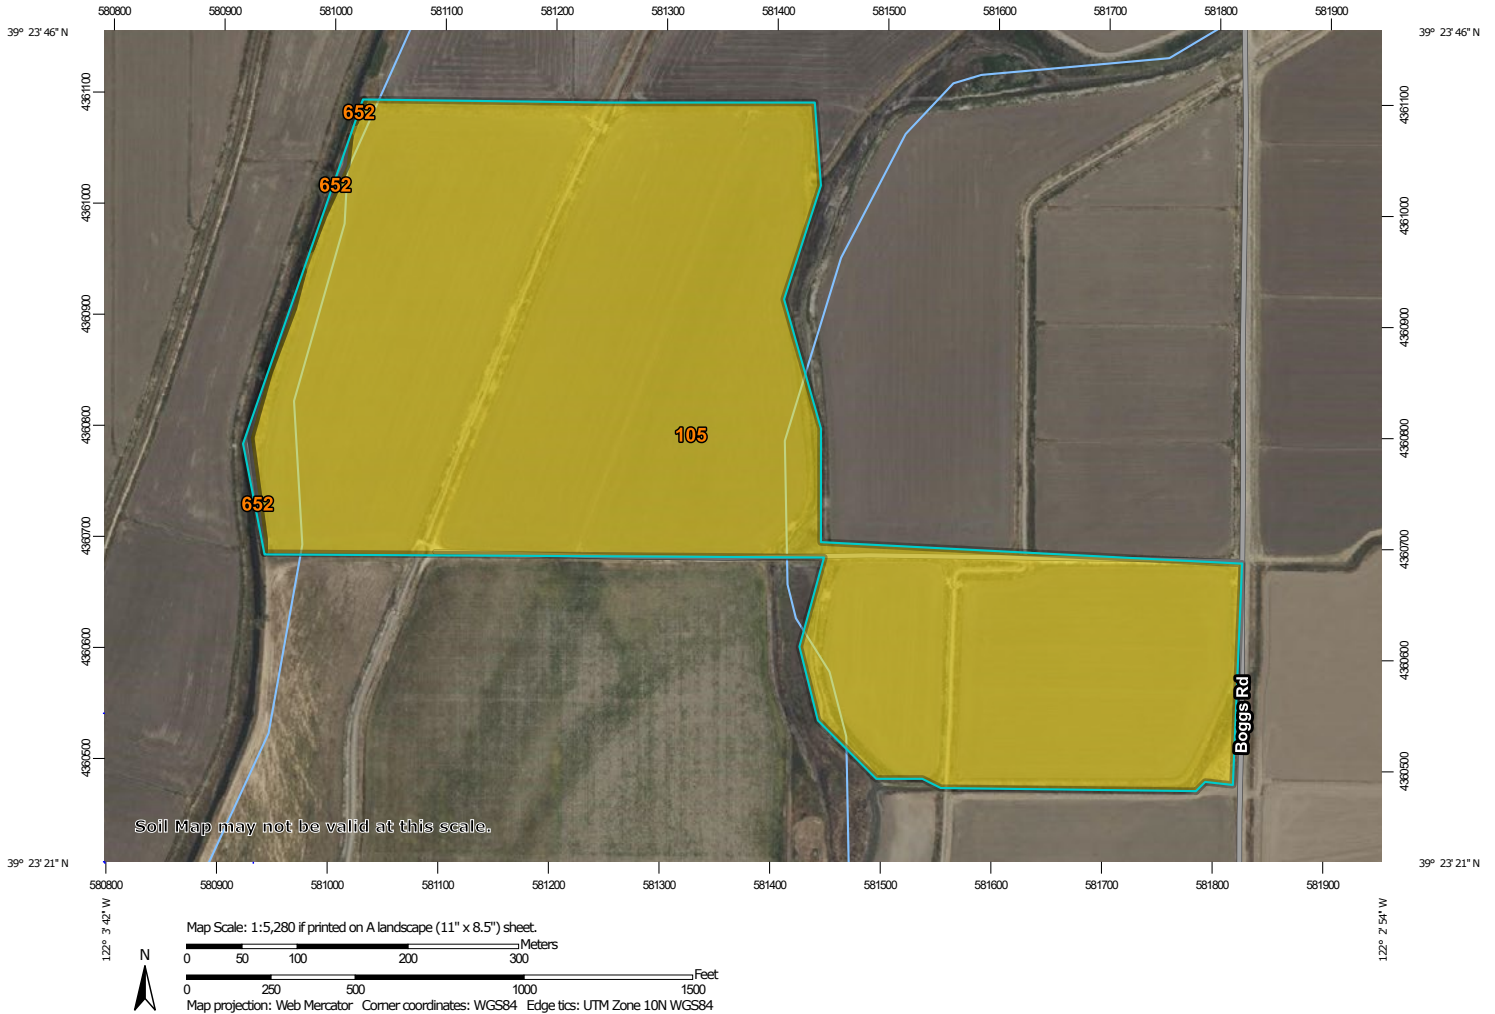 580800 580900 581000 581100 581200 581300 581400 581500 581600 581700 581800 581900
39° 23' 46'' N
39° 23' 46'' N
4361100
4361100
652
652
4361000
4361000
4360900
4360900
4360800
105
4360800
652
4360700
4360700
4360600
4360600
Boggs Rd
4360500
4360500
Soil Map may not be valid at this scale.
39° 23' 21'' N
39° 23' 21'' N
580800 580900 581000 581100 581200 581300 581400 581500 581600 581700 581800 581900
122° 3' 42'' W
122° 2' 54'' W
Map Scale: 1:5,280 if printed on A landscape (11" x 8.5") sheet.
Meters
0 50 100 200 300
Feet
0 250 500 1000 1500
Map projection: Web Mercator Corner coordinates: WGS84 Edge tics: UTM Zone 10N WGS84
N